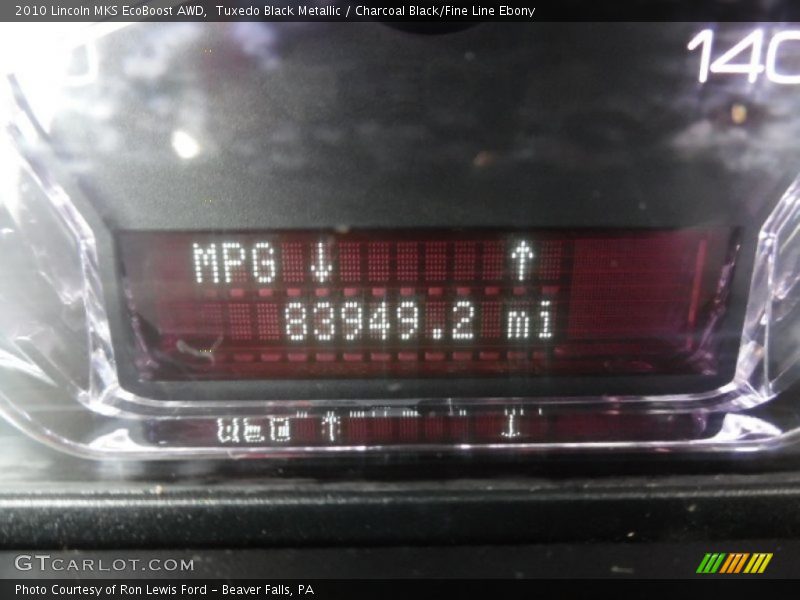 2010 Lincoln MKS EcoBoost AWD, Tuxedo Black Metallic / Charcoal Black/Fine Line Ebony
140
MPG ↓ ↑
83949.2 mi
GTCARLOT.COM
Photo Courtesy of Ron Lewis Ford - Beaver Falls, PA